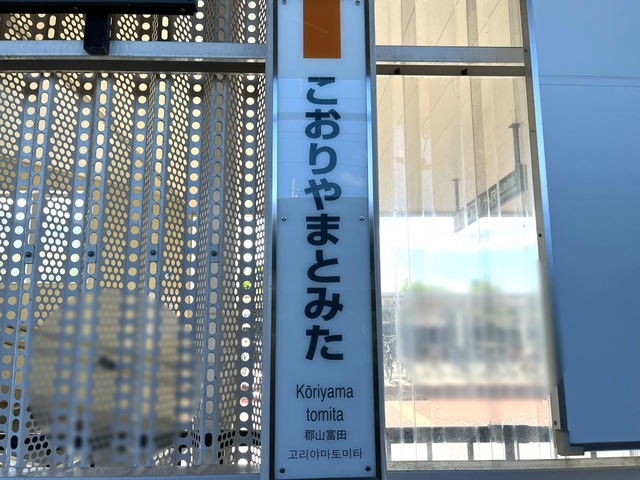 こおりやまとみた
Kōriyama
tomita
郡山富田
고리야마토미타